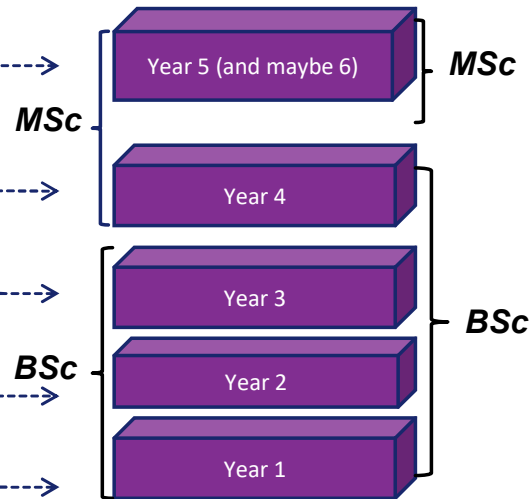 Year 5 (and maybe 6)
MSc
MSc
Year 4
Year 3
BSc
BSc
Year 2
Year 1